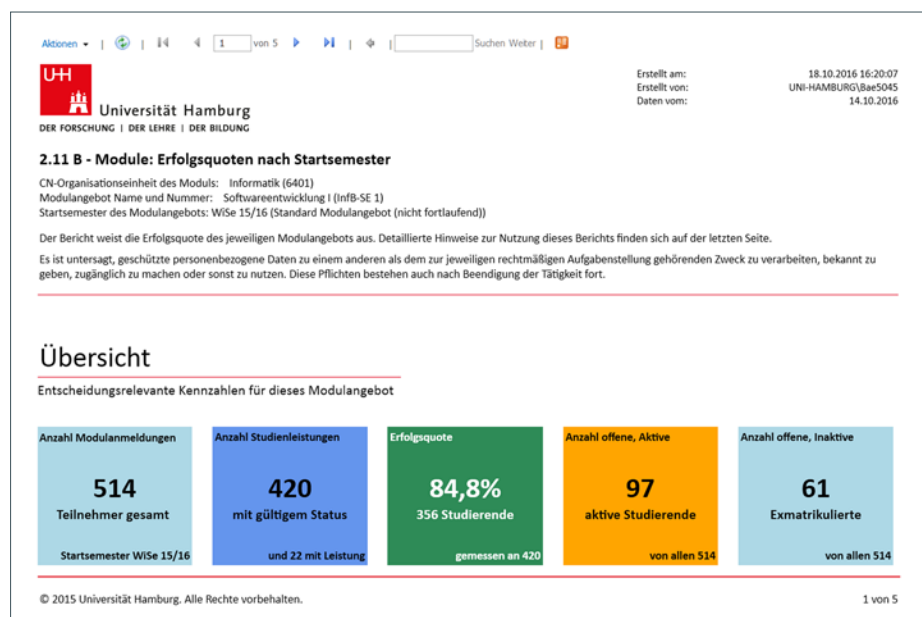 Aktionen | 1 von 5 | Suchen Weiter |
UHH
Universität Hamburg
DER FORSCHUNG | DER LEHRE | DER BILDUNG
Erstellt am: 18.10.2016 16:20:07
Erstellt von: UNI-HAMBURG\Bae5045
Daten vom: 14.10.2016
2.11 B - Module: Erfolgsquoten nach Startsemester
CN-Organisationseinheit des Moduls: Informatik (6401)
Modulangebot Name und Nummer: Softwareentwicklung I (InfB-SE 1)
Startsemester des Modulangebots: WiSe 15/16 (Standard Modulangebot (nicht fortlaufend))
Der Bericht weist die Erfolgsquote des jeweiligen Modulangebots aus. Detaillierte Hinweise zur Nutzung dieses Berichts finden sich auf der letzten Seite.
Es ist untersagt, geschützte personenbezogene Daten zu einem anderen als dem zur jeweiligen rechtmäßigen Aufgabenstellung gehörenden Zweck zu verarbeiten, bekannt zu
geben, zugänglich zu machen oder sonst zu nutzen. Diese Pflichten bestehen auch nach Beendigung der Tätigkeit fort.
Übersicht
Entscheidungsrelevante Kennzahlen für dieses Modulangebot
Anzahl Modulanmeldungen
514
Teilnehmer gesamt
Startsemester WiSe 15/16
Anzahl Studienleistungen
420
mit gültigem Status
und 22 mit Leistung
Erfolgsquote
84,8%
356 Studierende
gemessen an 420
Anzahl offene, Aktive
97
aktive Studierende
von allen 514
Anzahl offene, Inaktive
61
Exmatrikulierte
von allen 514
© 2015 Universität Hamburg. Alle Rechte vorbehalten.
1 von 5